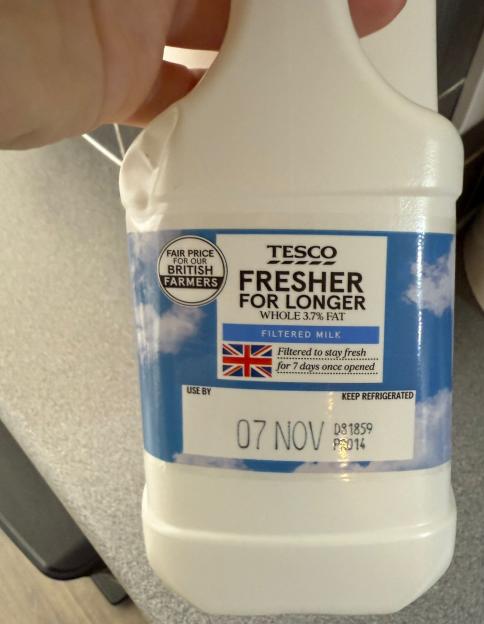 FAIR PRICE
FOR OUR
BRITISH
FARMERS
TESCO
FRESHER
FOR LONGER
WHOLE 3.7% FAT
FILTERED MILK
Filtered to stay fresh
for 7 days once opened
USE BY
KEEP REFRIGERATED
07 NOV
D81859